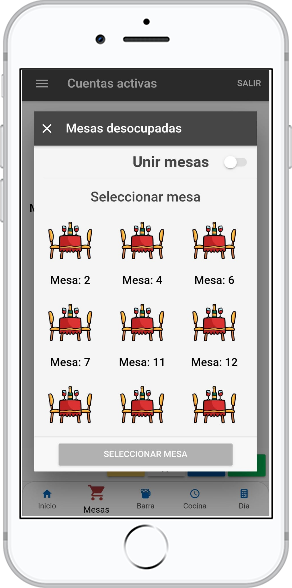 Cuentas activas SALIR
Mesas desocupadas
Unir mesas
Seleccionar mesa
Mesa: 2 Mesa: 4 Mesa: 6
Mesa: 7 Mesa: 11 Mesa: 12
SELECCIONAR MESA
Inicio Mesas Barra Cocina Dia